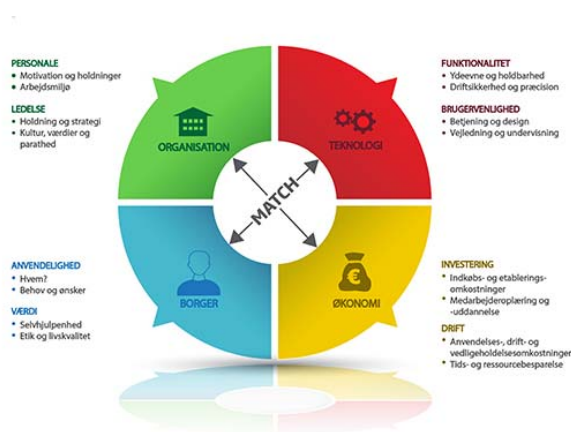 PERSONALE
• Motivation og holdninger
• Arbejdsmiljø
LEDELSE
• Holdning og strategi
• Kultur, værdier og
parathed
ORGANISATION
TEKNOLOGI
FUNKTIONALITET
• Ydeevne og holdbarhed
• Driftsikkerhed og præcision
BRUGERVENLIGHED
• Betjening og design
• Vejledning og undervisning
MATCH
ANVENDELIGHED
• Hvem?
• Behov og ønsker
VÆRDI
• Selvhjulpenhed
• Etik og livskvalitet
BORGER
€
ØKONOMI
INVESTERING
• Indkøbs- og etablerings-
omkostninger
• Medarbejderoplæring og
-uddannelse
DRIFT
• Anvendelses-, drift- og
vedligeholdelsesomkostninger
• Tids- og ressourcebesparelse